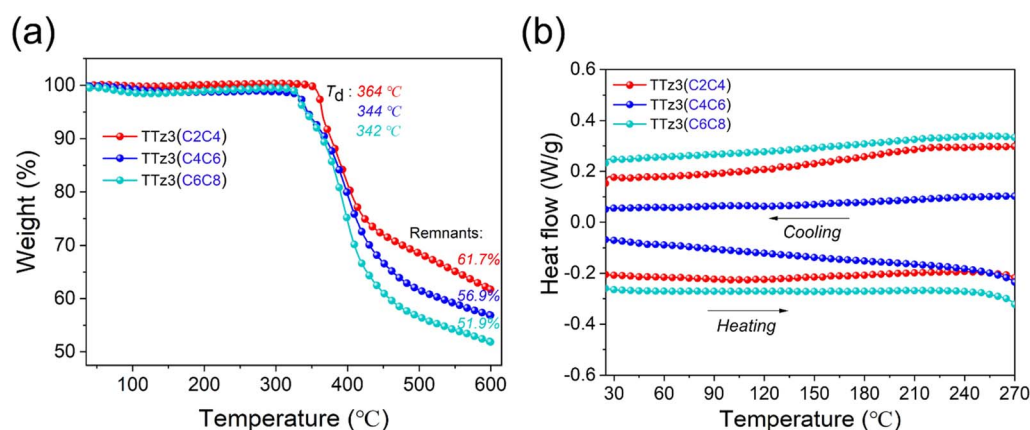 (a)
100
90
80
70
60
50
Weight (%)
Td : 364 ℃
344 ℃
342 ℃
TTz3(C2C4)
TTz3(C4C6)
TTz3(C6C8)
Remnants:
61.7%
56.9%
51.9%
100 200 300 400 500 600
Temperature (℃)
(b)
0.6
0.4
0.2
0.0
-0.2
-0.4
-0.6
Heat flow (W/g)
TTz3(C2C4)
TTz3(C4C6)
TTz3(C6C8)
Cooling
Heating
30 60 90 120 150 180 210 240 270
Temperature (℃)